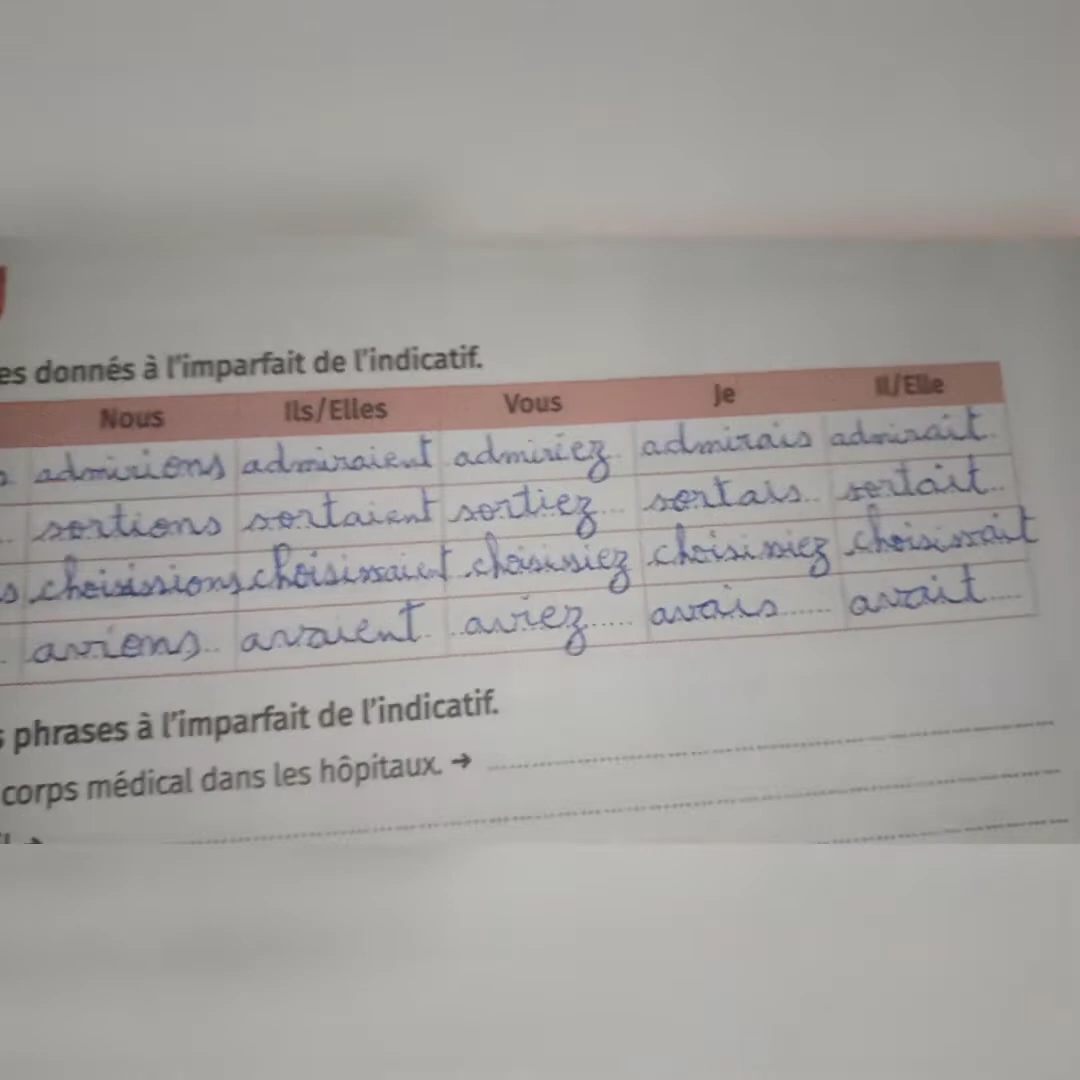 es donnés à l'imparfait de l'indicatif.
Nous Ils/Elles Vous Je Il/Elle
admirions admiraient admiriez admirais admirait
sortions sortaient sortiez sortais sortait
s choisissions choisissaient choisissiez choisissiez choisissait
avions avaient aviez avais avait
s phrases à l'imparfait de l'indicatif.
corps médical dans les hôpitaux. →